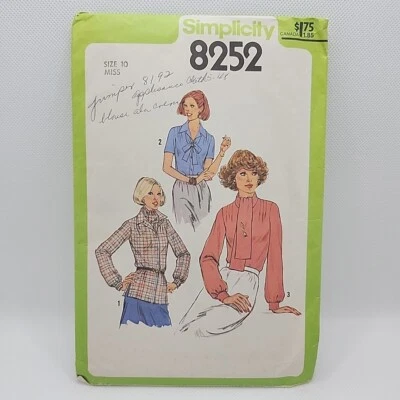 Simplicity
$1.75
CANADA 1.85
SIZE 10
MISS
8252
Jumper 8192
blouse
2
1
3